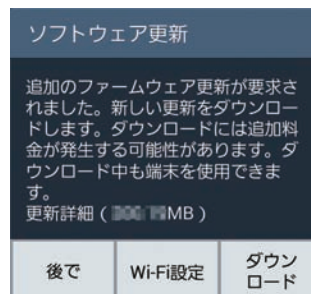 ソフトウェア更新
追加のファームウェア更新が要求さ
れました。新しい更新をダウンロー
ドします。ダウンロードには追加料
金が発生する可能性があります。ダ
ウンロード中も端末を使用できま
す。
更新詳細 ( MB )
後で
Wi-Fi設定
ダウン
ロード